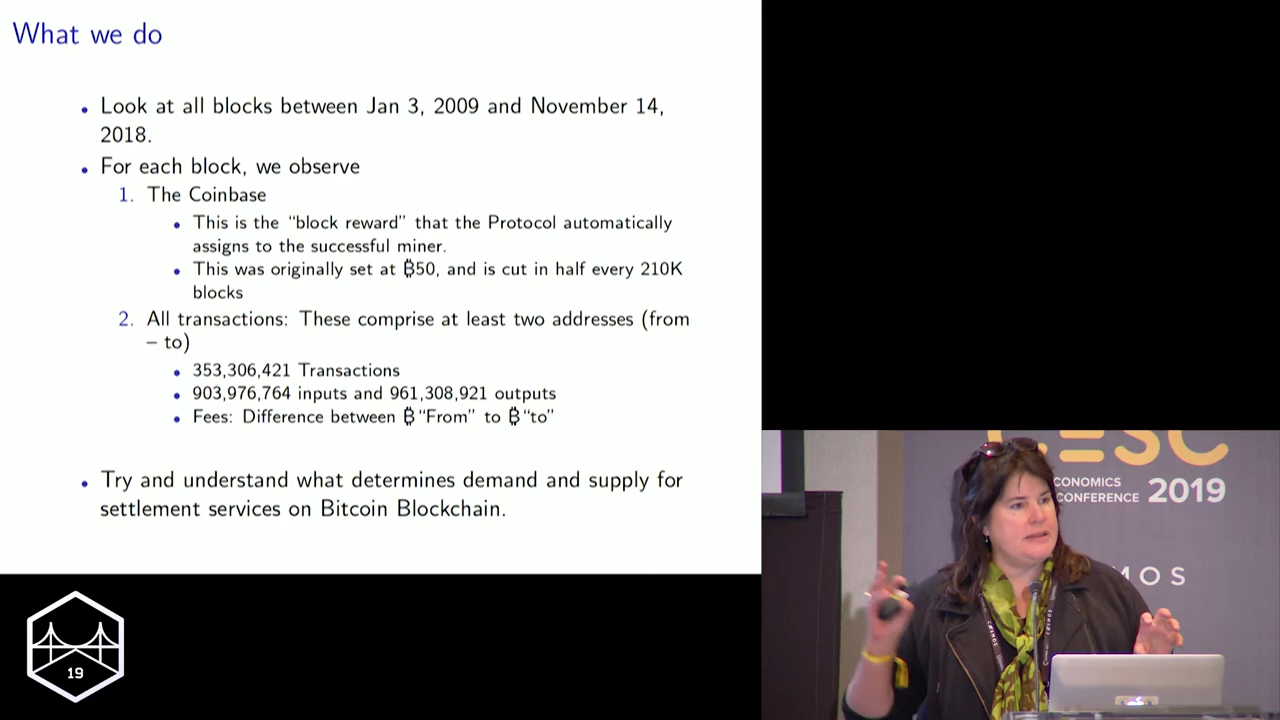 What we do
• Look at all blocks between Jan 3, 2009 and November 14,
2018.
• For each block, we observe
1. The Coinbase
• This is the “block reward” that the Protocol automatically
assigns to the successful miner.
• This was originally set at ₿50, and is cut in half every 210K
blocks
2. All transactions: These comprise at least two addresses (from
– to)
• 353,306,421 Transactions
• 903,976,764 inputs and 961,308,921 outputs
• Fees: Difference between ₿“From” to ₿“to”
• Try and understand what determines demand and supply for
settlement services on Bitcoin Blockchain.
19
CESC
CONOMICS
CONFERENCE 2019
MOS